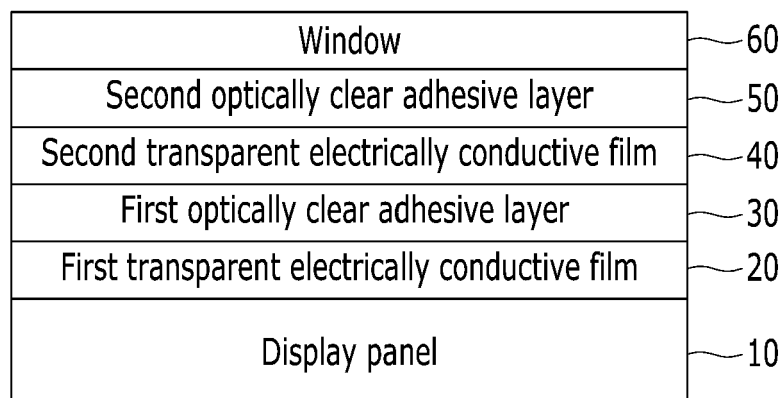 Window 60
Second optically clear adhesive layer 50
Second transparent electrically conductive film 40
First optically clear adhesive layer 30
First transparent electrically conductive film 20
Display panel 10